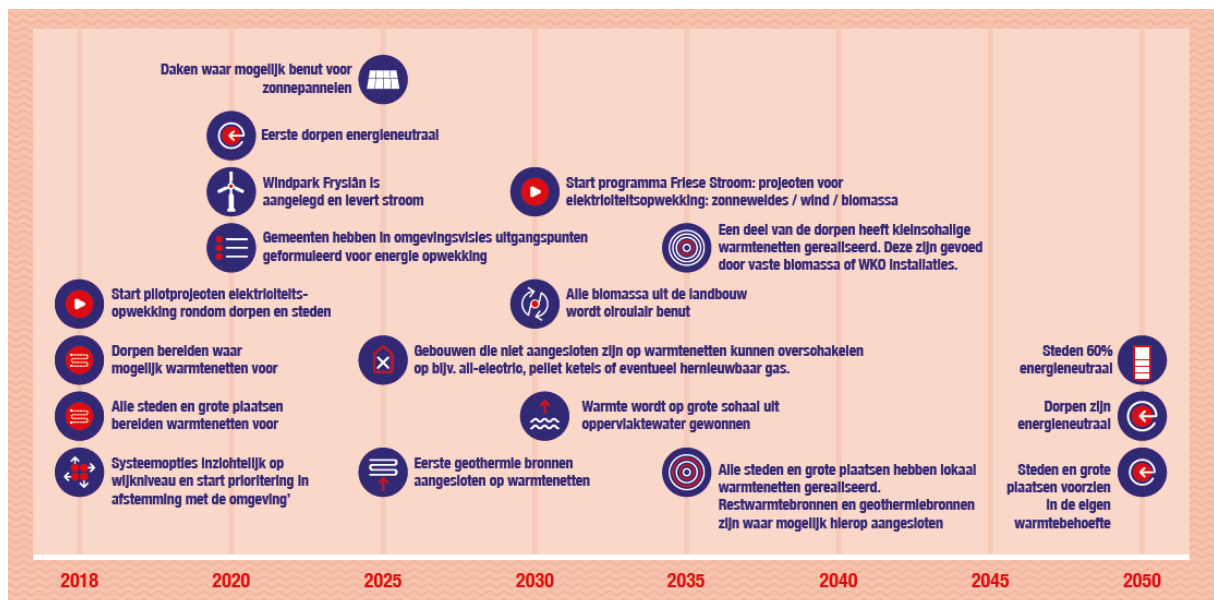 Daken waar mogelijk benut voor
zonnepannelen
Eerste dorpen energieneutraal
Windpark Fryslân is
aangelegd en levert stroom
Start programma Friese Stroom: projecten voor
elektriciteitsopwekking: zonneweides / wind / biomassa
Gemeenten hebben in omgevingsvisies uitgangspunten
geformuleerd voor energie opwekking
Een deel van de dorpen heeft kleinschalige
warmtenetten gerealiseerd. Deze zijn gevoed
door vaste biomassa of WKO installaties.
Start pilotprojecten elektriciteits-
opwekking rondom dorpen en steden
Alle biomassa uit de landbouw
wordt circulair benut
Dorpen bereiden waar
mogelijk warmtenetten voor
Gebouwen die niet aangesloten zijn op warmtenetten kunnen overschakelen
op bijv. all-electric, pellet ketels of eventueel hernieuwbaar gas.
Steden 60%
energieneutraal
Alle steden en grote plaatsen
bereiden warmtenetten voor
Warmte wordt op grote schaal uit
oppervlaktewater gewonnen
Dorpen zijn
energieneutraal
Systeemopties inzichtelijk op
wijkniveau en start prioritering in
afstemming met de omgeving’
Eerste geothermie bronnen
aangesloten op warmtenetten
Alle steden en grote plaatsen hebben lokaal
warmtenetten gerealiseerd.
Restwarmtebronnen en geothermiebronnen
zijn waar mogelijk hierop aangesloten
Steden en grote
plaatsen voorzien
in de eigen
warmtebehoefte
2018 2020 2025 2030 2035 2040 2045 2050